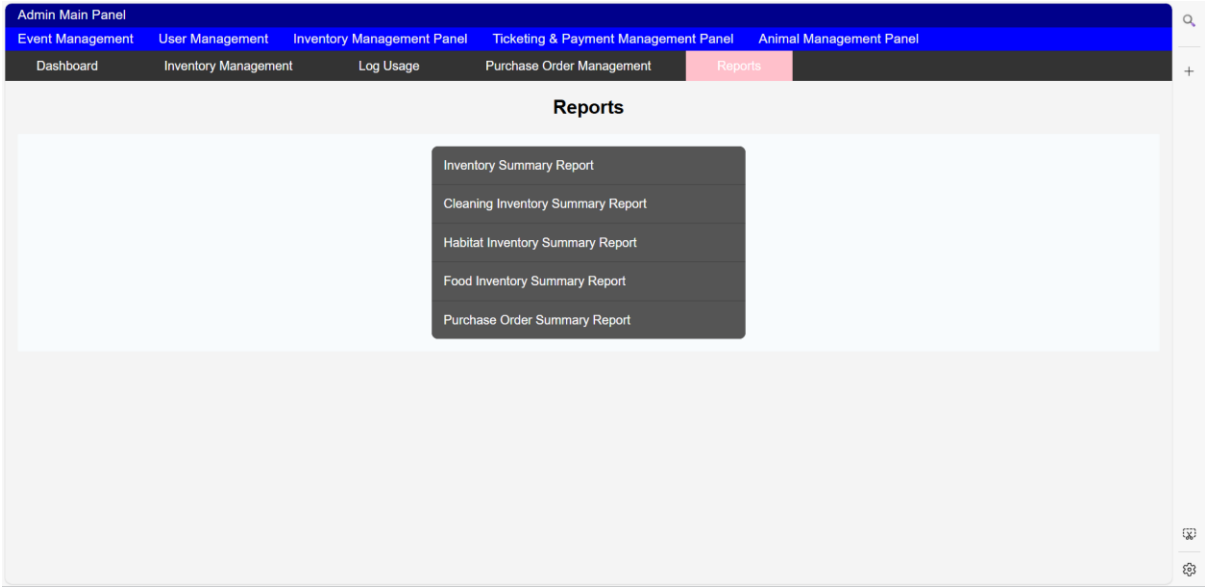 Admin Main Panel
Event Management User Management Inventory Management Panel Ticketing & Payment Management Panel Animal Management Panel
Dashboard Inventory Management Log Usage Purchase Order Management Reports
Reports
Inventory Summary Report
Cleaning Inventory Summary Report
Habitat Inventory Summary Report
Food Inventory Summary Report
Purchase Order Summary Report